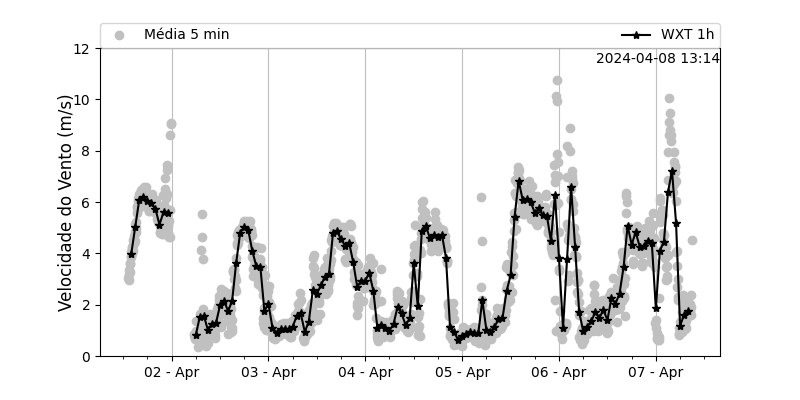 Média 5 min
WXT 1h
2024-04-08 13:14
Velocidade do Vento (m/s)
12
10
8
6
4
2
0
02 - Apr
03 - Apr
04 - Apr
05 - Apr
06 - Apr
07 - Apr